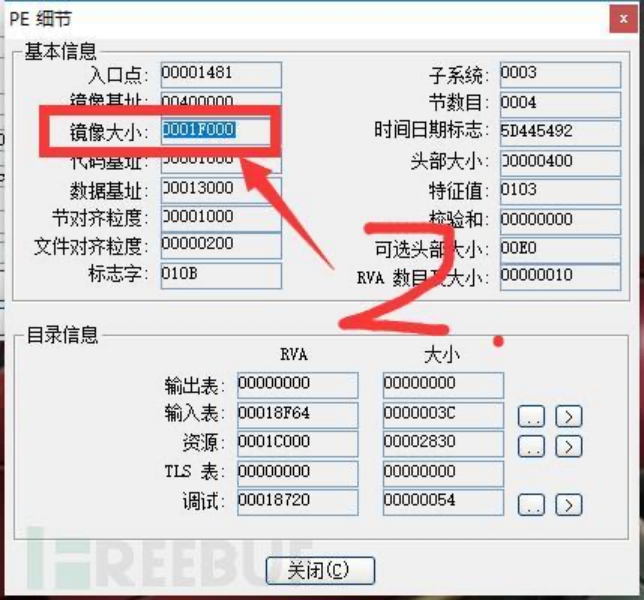 PE 细节
x
基本信息
入口点: 00001481
镜像基址: 00400000
镜像大小: 0001F000
代码基址: 00001000
数据基址: 00013000
节对齐粒度: 00001000
文件对齐粒度: 00000200
标志字: 010B
子系统: 0003
节数目: 0004
时间日期标志: 5D445492
头部大小: 00000400
特征值: 0103
校验和: 00000000
可选头部大小: 00E0
RVA 数目及大小: 00000010
2.
目录信息
RVA 大小
输出表: 00000000 00000000
输入表: 00018F64 0000003C .. >
资源: 0001C000 00002830 .. >
TLS 表: 00000000 00000000
调试: 00018720 00000054 .. >
关闭(C)
FREEBUF